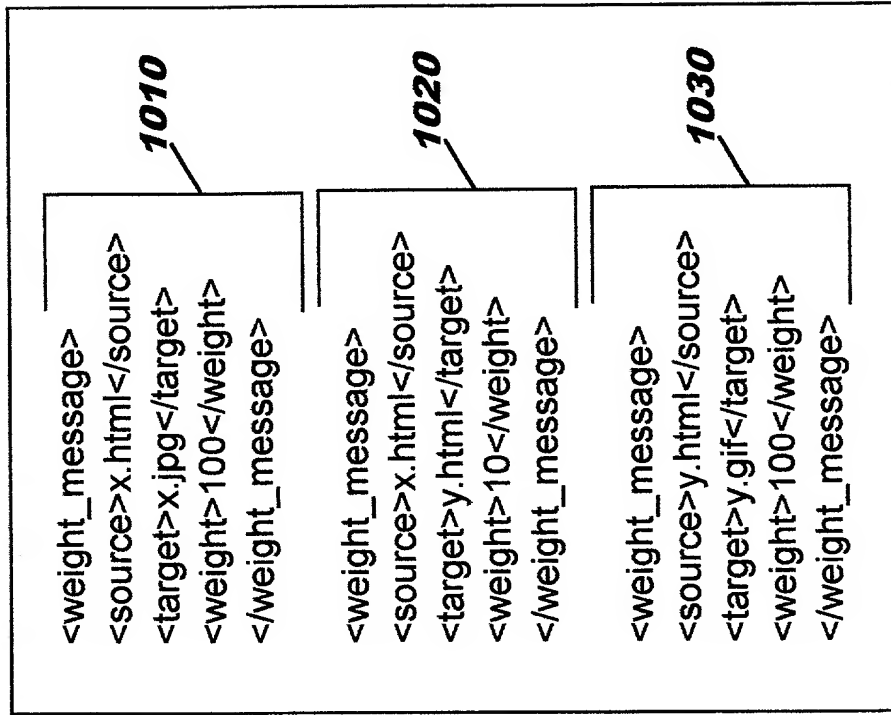 <weight_message>
<source>x.html</source>
<target>x.jpg</target>
<weight>100</weight>
</weight_message>
1010
<weight_message>
<source>x.html</source>
<target>y.html</target>
<weight>10</weight>
</weight_message>
1020
<weight_message>
<source>y.html</source>
<target>y.gif</target>
<weight>100</weight>
</weight_message>
1030